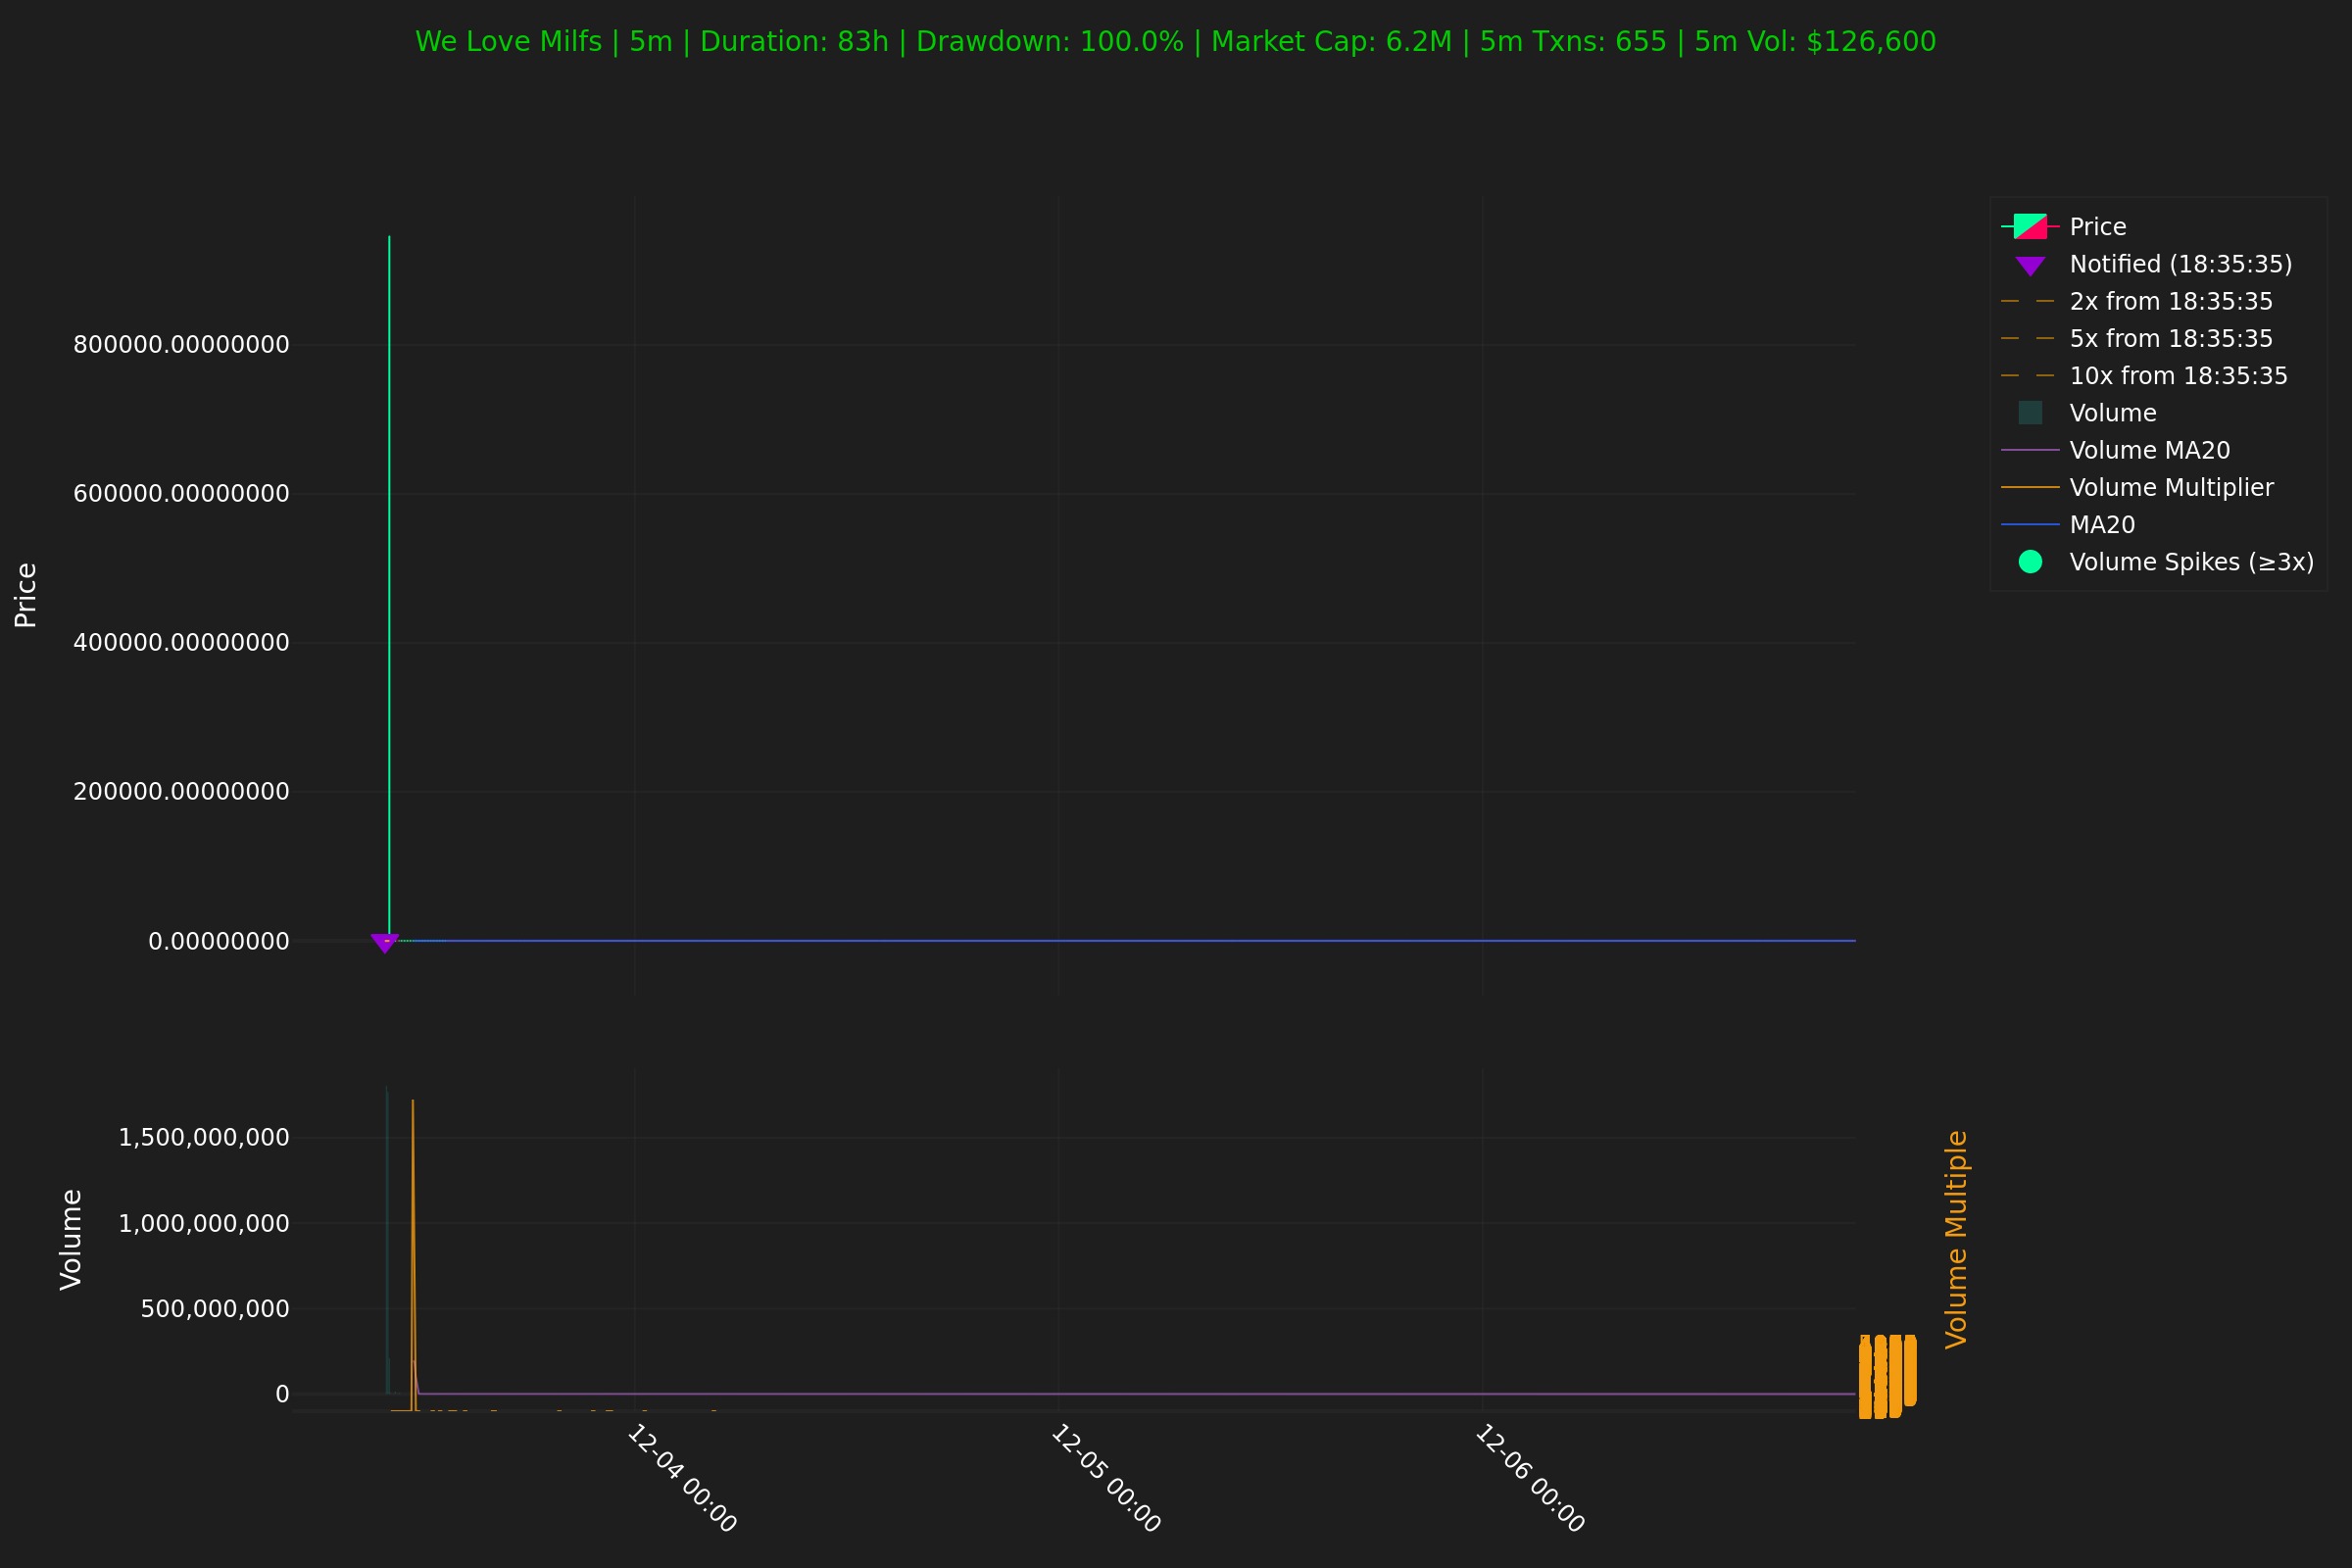 We Love Milfs | 5m | Duration: 83h | Drawdown: 100.0% | Market Cap: 6.2M | 5m Txns: 655 | 5m Vol: $126,600
Price
800000.00000000
600000.00000000
400000.00000000
200000.00000000
0.00000000
Price
Notified (18:35:35)
2x from 18:35:35
5x from 18:35:35
10x from 18:35:35
Volume
Volume MA20
Volume Multiplier
MA20
Volume Spikes (≥3x)
Volume
1,500,000,000
1,000,000,000
500,000,000
0
Volume Multiple
12-04 00:00
12-05 00:00
12-06 00:00